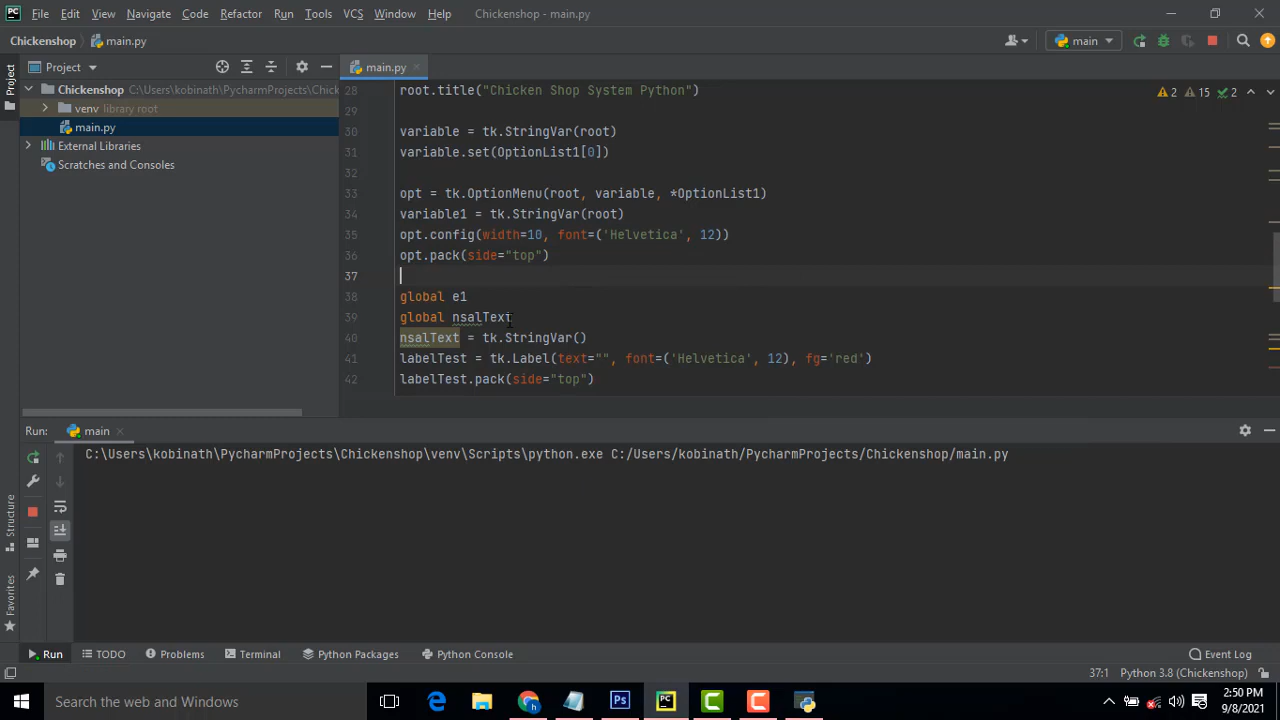 PC File Edit View Navigate Code Refactor Run Tools VCS Window Help Chickenshop - main.py
Chickenshop main.py main
Project Project main.py
Chickenshop C:\Users\kobinath\PycharmProjects\Chick
venv library root
main.py
External Libraries
Scratches and Consoles
2 15 2
28 root.title("Chicken Shop System Python")
29
30 variable = tk.StringVar(root)
31 variable.set(OptionList1[0])
32
33 opt = tk.OptionMenu(root, variable, *OptionList1)
34 variable1 = tk.StringVar(root)
35 opt.config(width=10, font=('Helvetica', 12))
36 opt.pack(side="top")
37
38 global e1
39 global nsalText
40 nsalText = tk.StringVar()
41 labelTest = tk.Label(text="", font=('Helvetica', 12), fg='red')
42 labelTest.pack(side="top")
Run: main
C:\Users\kobinath\PycharmProjects\Chickenshop\venv\Scripts\python.exe C:/Users/kobinath/PycharmProjects/Chickenshop/main.py
Structure
Favorites
Run TODO Problems Terminal Python Packages Python Console Event Log
37:1 Python 3.8 (Chickenshop)
Search the web and Windows Ps PC C C 2:50 PM
9/8/2021